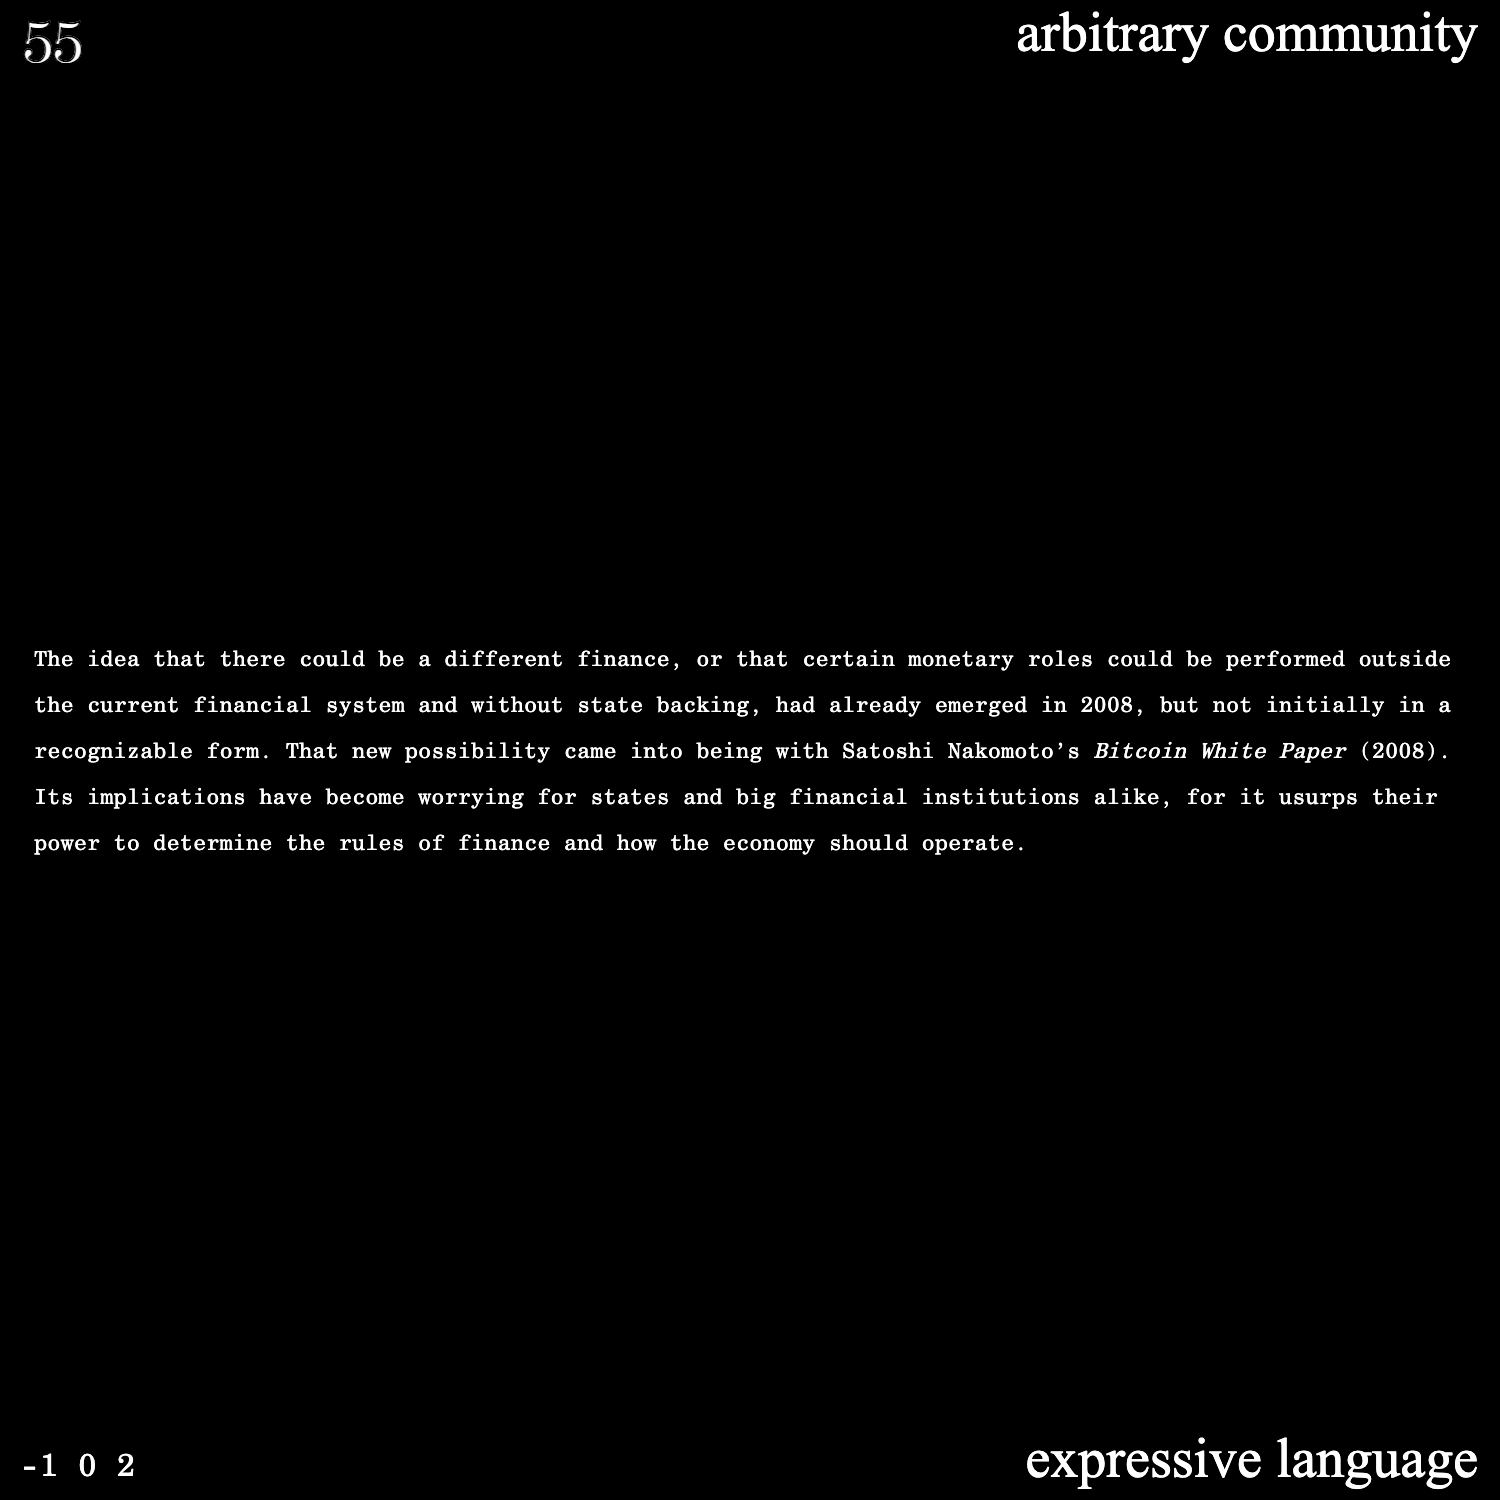 55
arbitrary community
The idea that there could be a different finance, or that certain monetary roles could be performed outside
the current financial system and without state backing, had already emerged in 2008, but not initially in a
recognizable form. That new possibility came into being with Satoshi Nakomoto’s Bitcoin White Paper (2008).
Its implications have become worrying for states and big financial institutions alike, for it usurps their
power to determine the rules of finance and how the economy should operate.
-1 0 2
expressive language